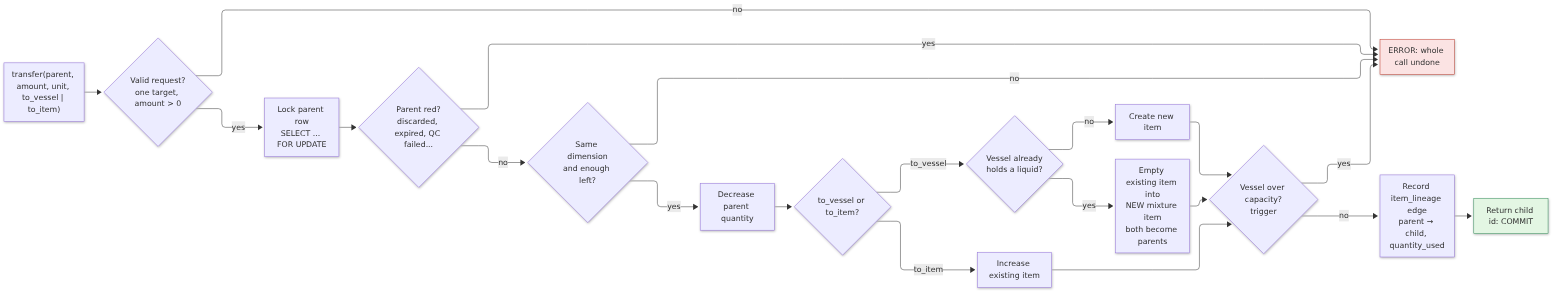 transfer(parent,
amount, unit,
to_vessel |
to_item)
Valid request?
one target,
amount > 0
no
yes
Lock parent
row
SELECT ...
FOR UPDATE
Parent red?
discarded,
expired, QC
failed...
yes
no
Same
dimension
and enough
left?
no
yes
Decrease
parent
quantity
to_vessel or
to_item?
to_vessel
to_item
Vessel already
holds a liquid?
no
yes
Create new
item
Empty
existing item
into
NEW mixture
item
both become
parents
Increase
existing item
Vessel over
capacity?
trigger
yes
no
ERROR: whole
call undone
Record
item_lineage
edge
parent →
child,
quantity_used
Return child
id: COMMIT